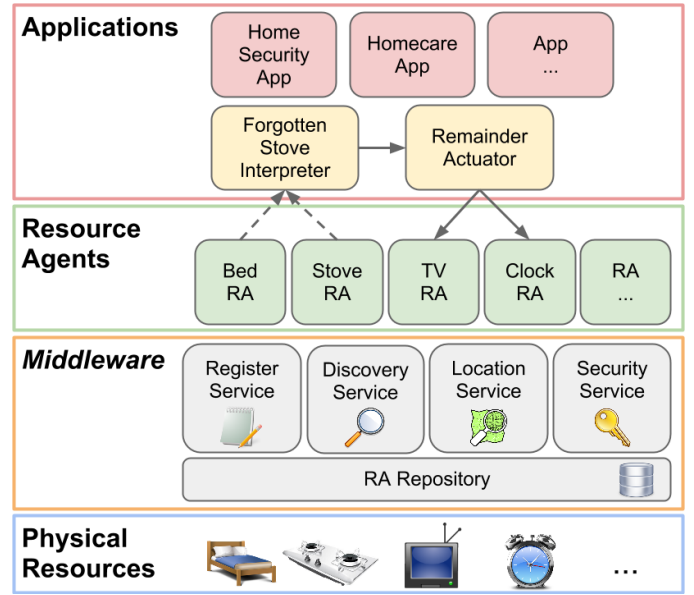 Applications
Home
Security
App
Homecare
App
App
...
Forgotten
Stove
Interpreter
Remainder
Actuator
Resource
Agents
Bed
RA
Stove
RA
TV
RA
Clock
RA
RA
...
Middleware
Register
Service
Discovery
Service
Location
Service
Security
Service
RA Repository
Physical
Resources
...